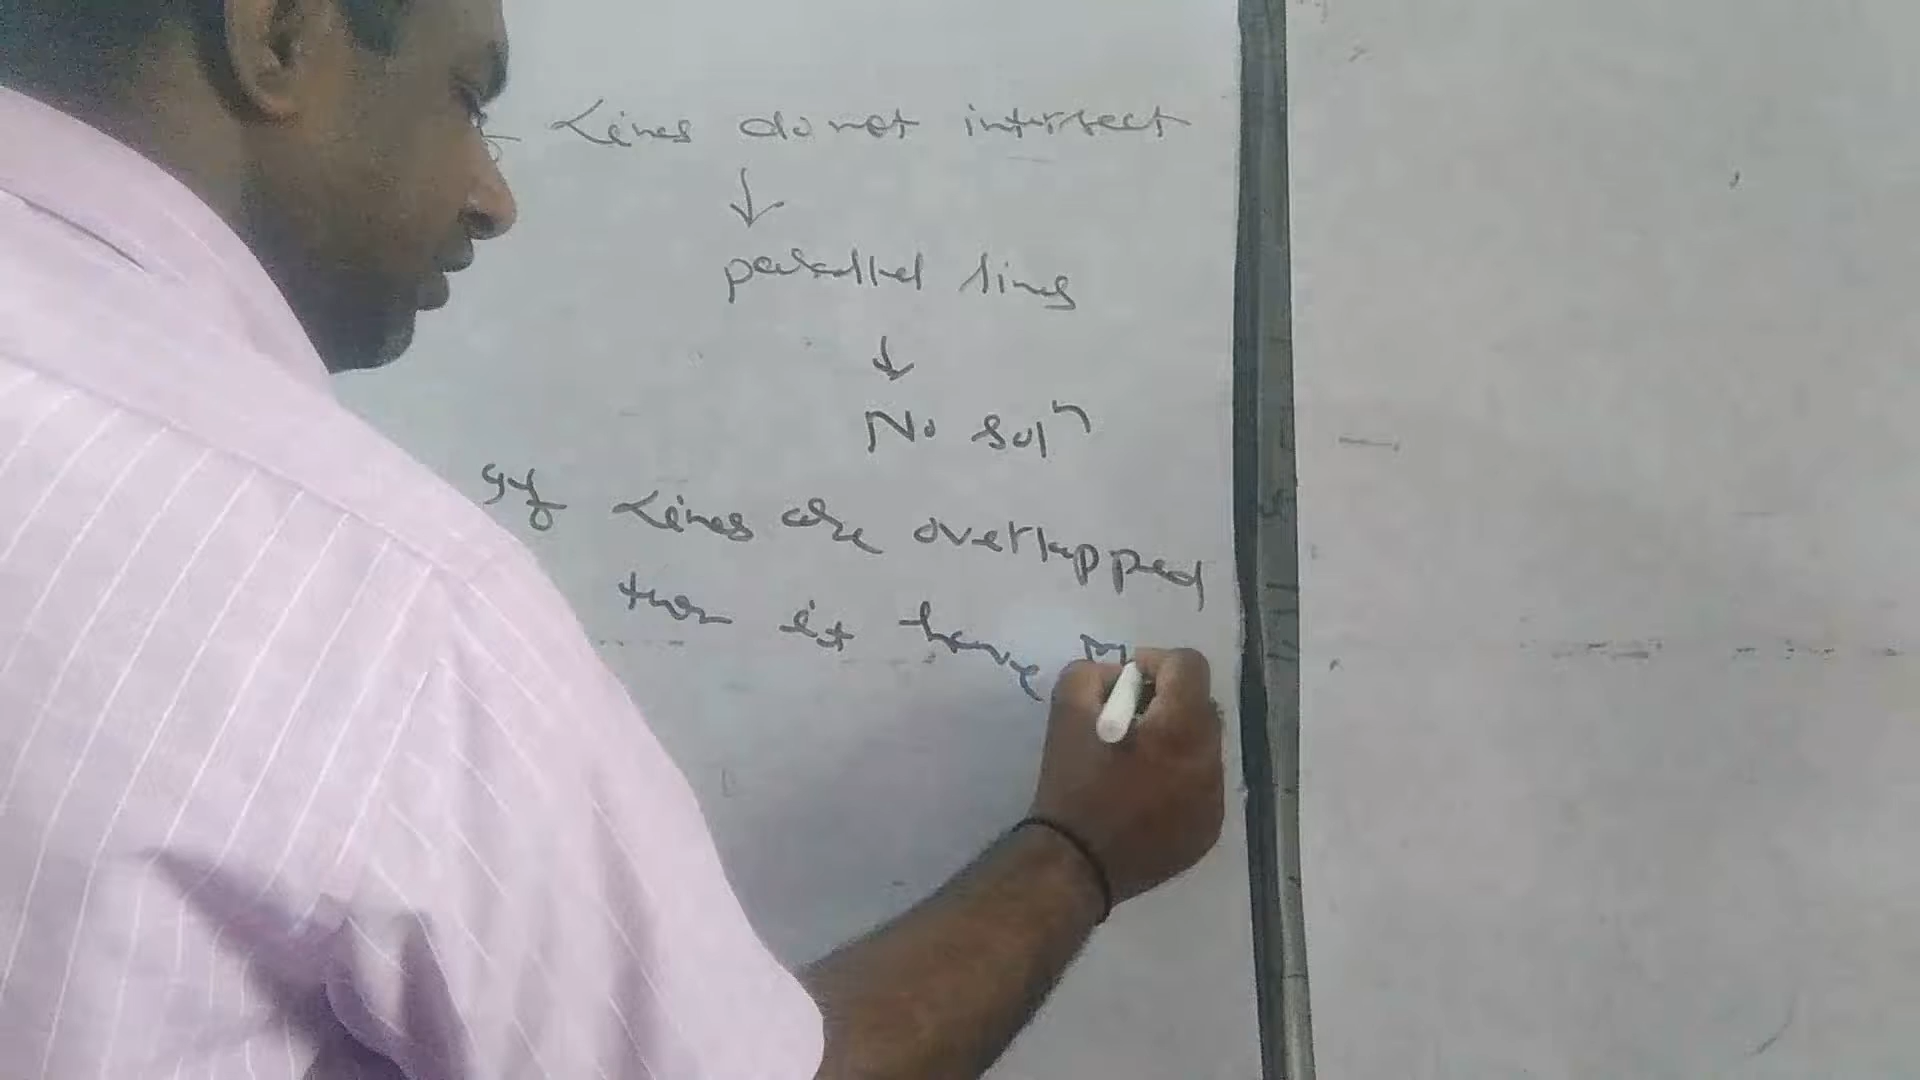 f Lines do not intersect
↓
parallel lines
↓
No solⁿ
If Lines are overlapped
then it have m